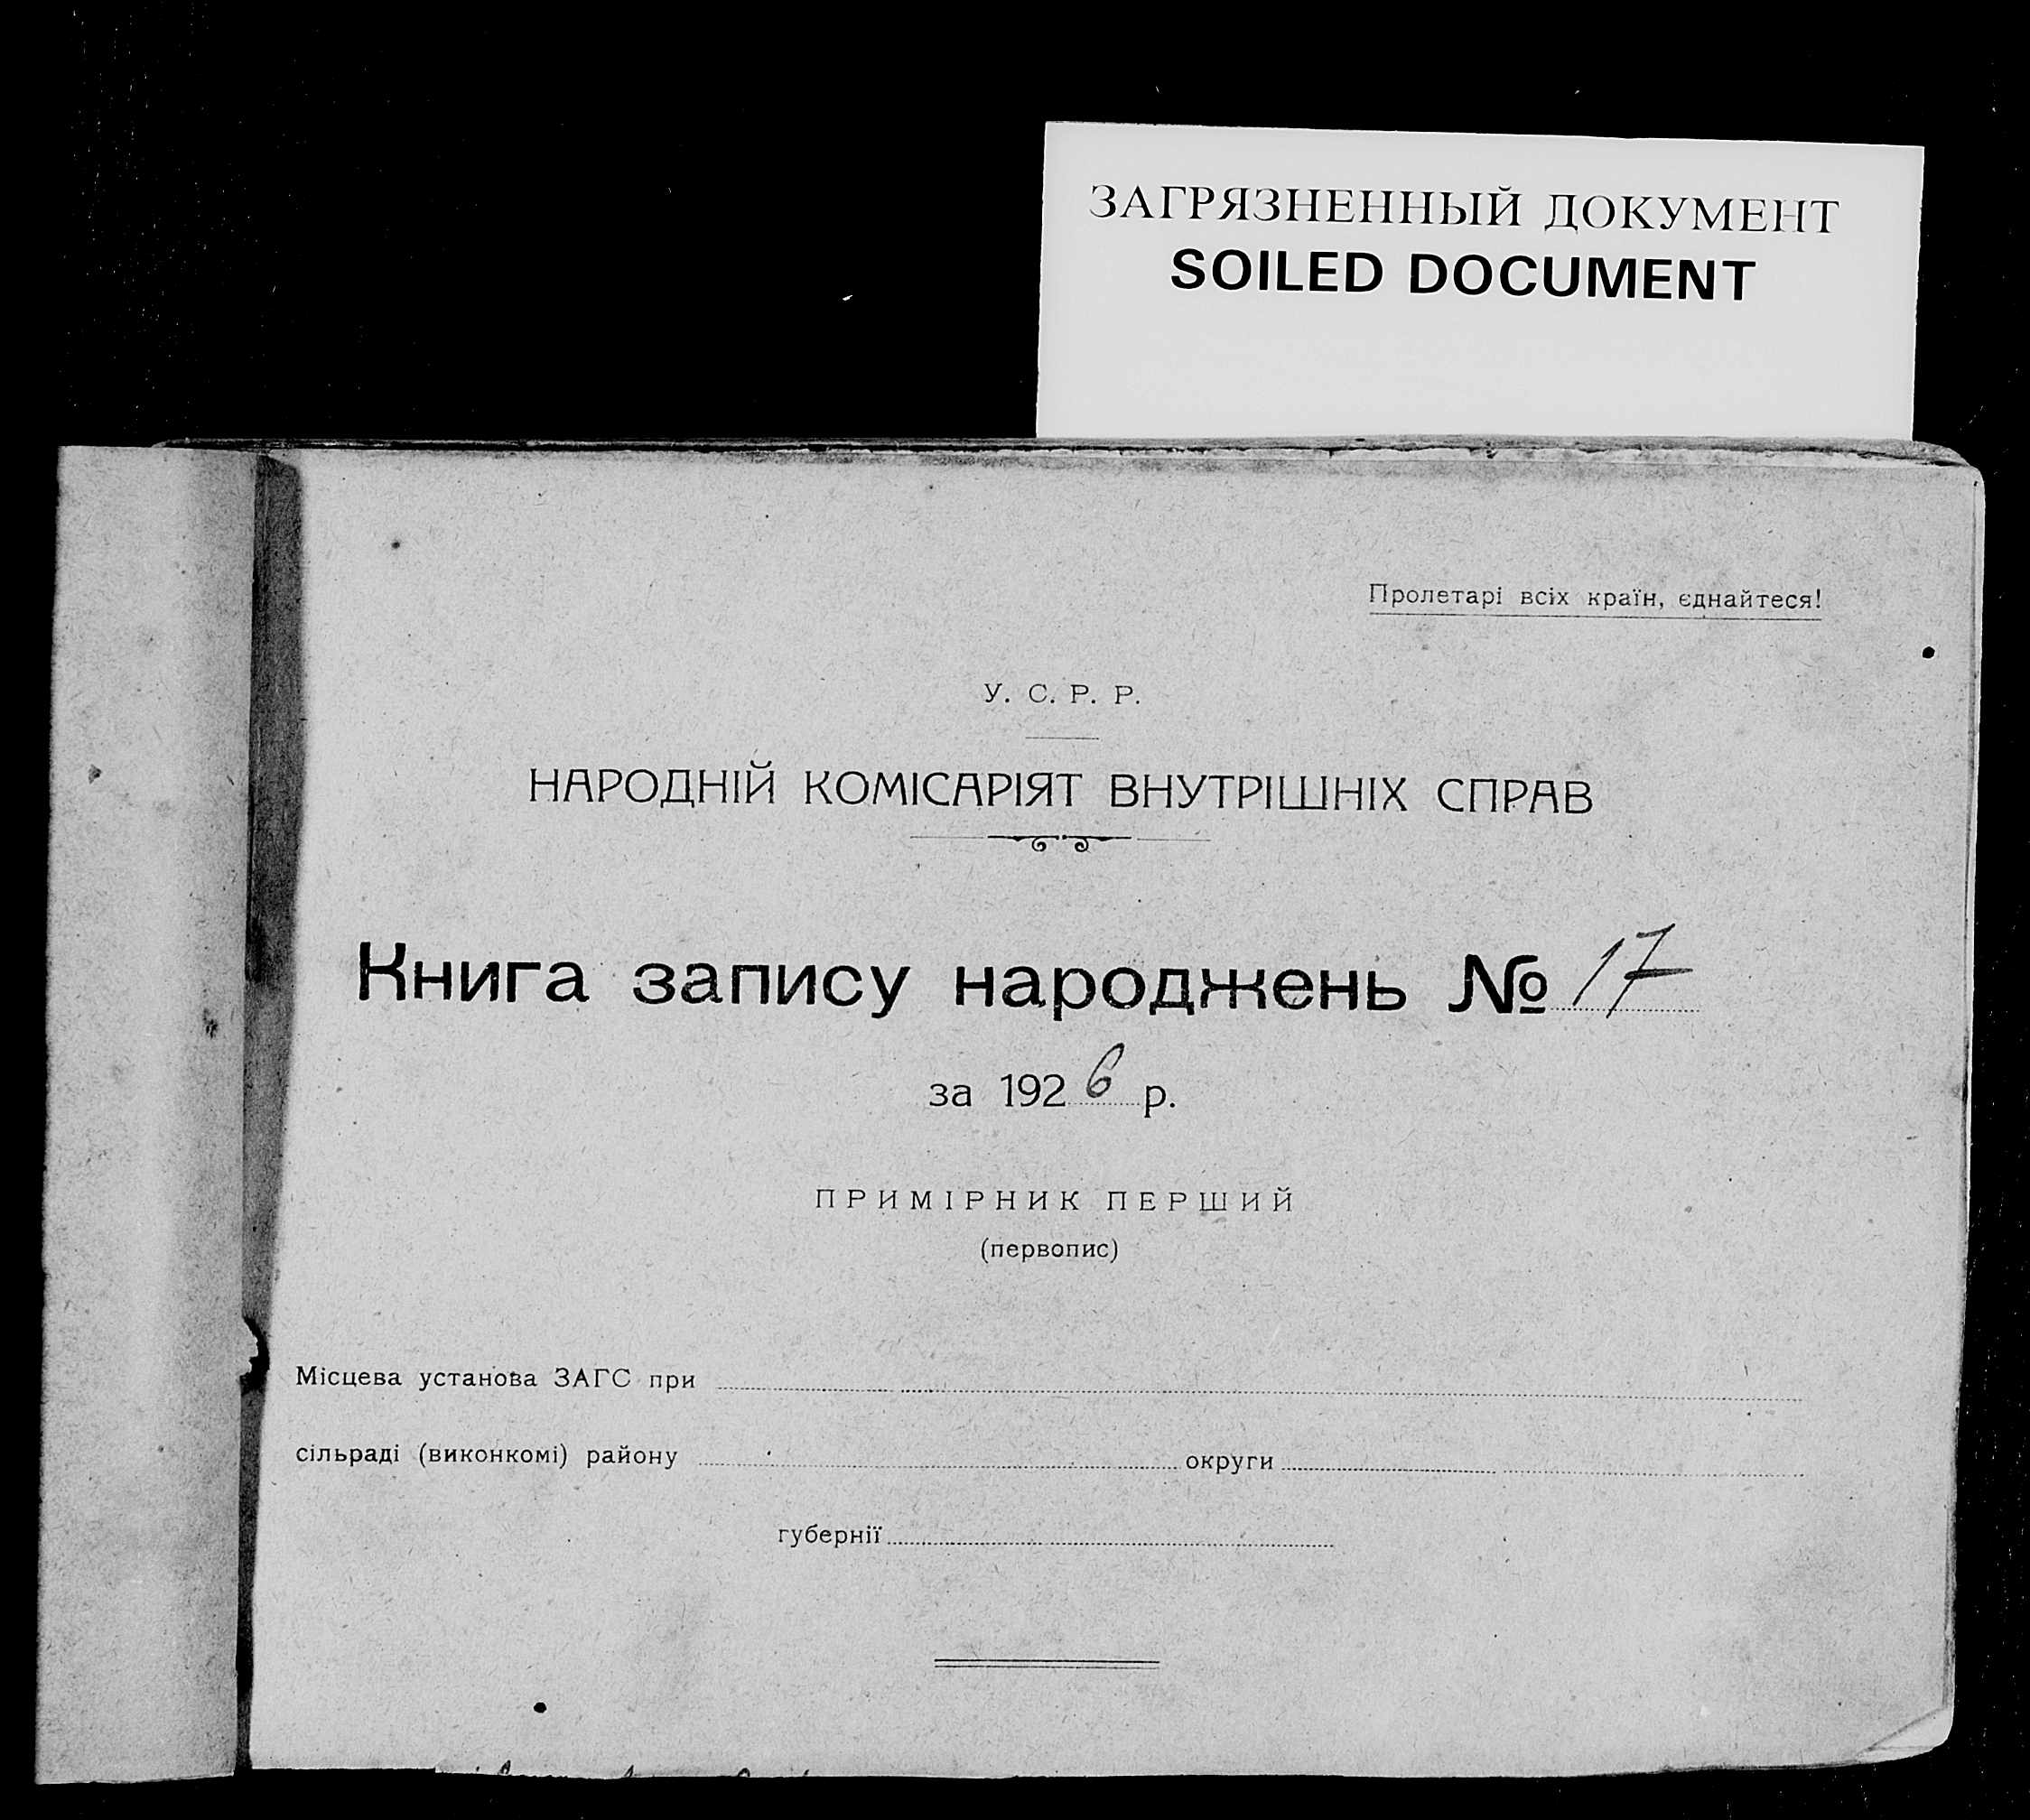 ЗАГРЯЗНЕННЫЙ ДОКУМЕНТ
SOILED DOCUMENT
Пролетарі всіх країн, єднайтеся!
У. С. Р. Р.
НАРОДНІЙ КОМІСАРІЯТ ВНУТРІШНІХ СПРАВ
Книга запису народжень № 17
за 1926 р.
ПРИМІРНИК ПЕРШИЙ
(первопис)
Місцева установа ЗАГС при
сільраді (виконкомі) району округи
губернії